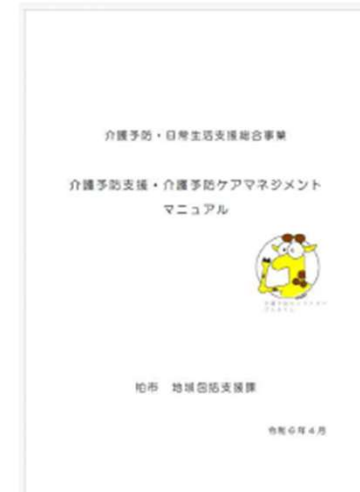 介護予防・日常生活支援総合事業
介護予防支援・介護予防ケアマネジメント
マニュアル
柏市　地域包括支援課
令和6年4月